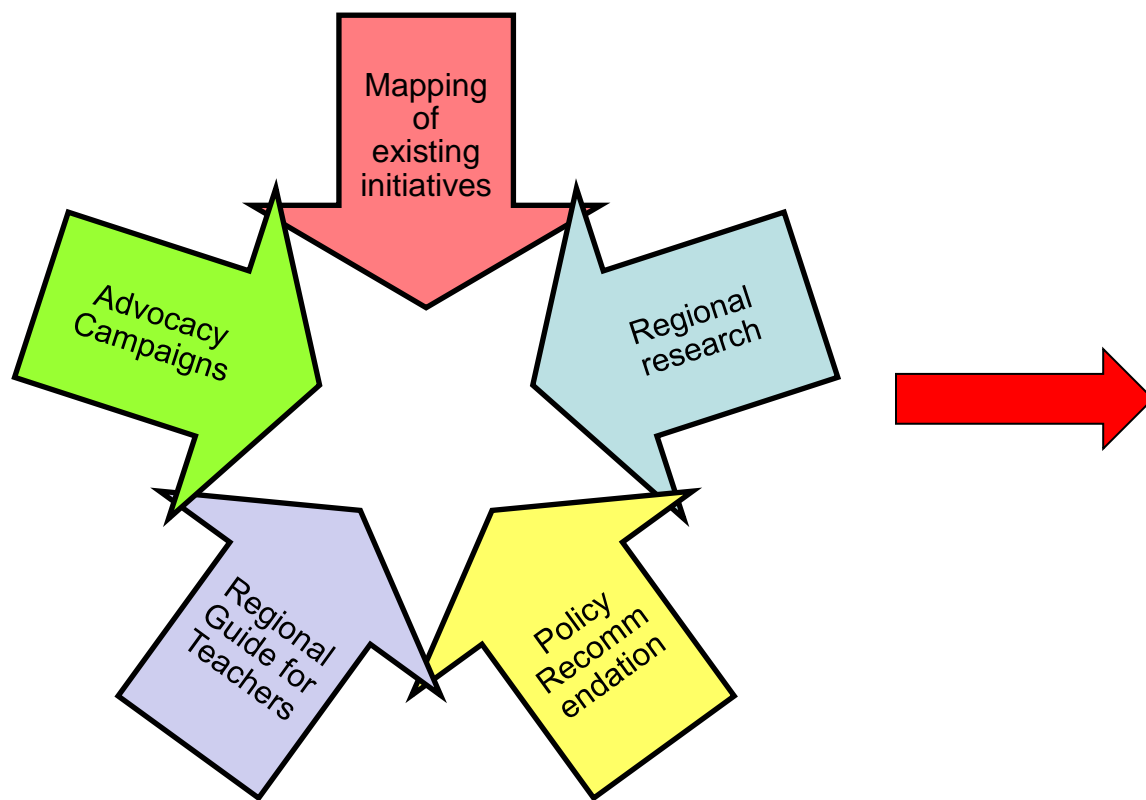 Mapping
of
existing
initiatives
Advocacy
Campaigns
Regional
research
Regional
Guide for
Teachers
Policy
Recomm
endation